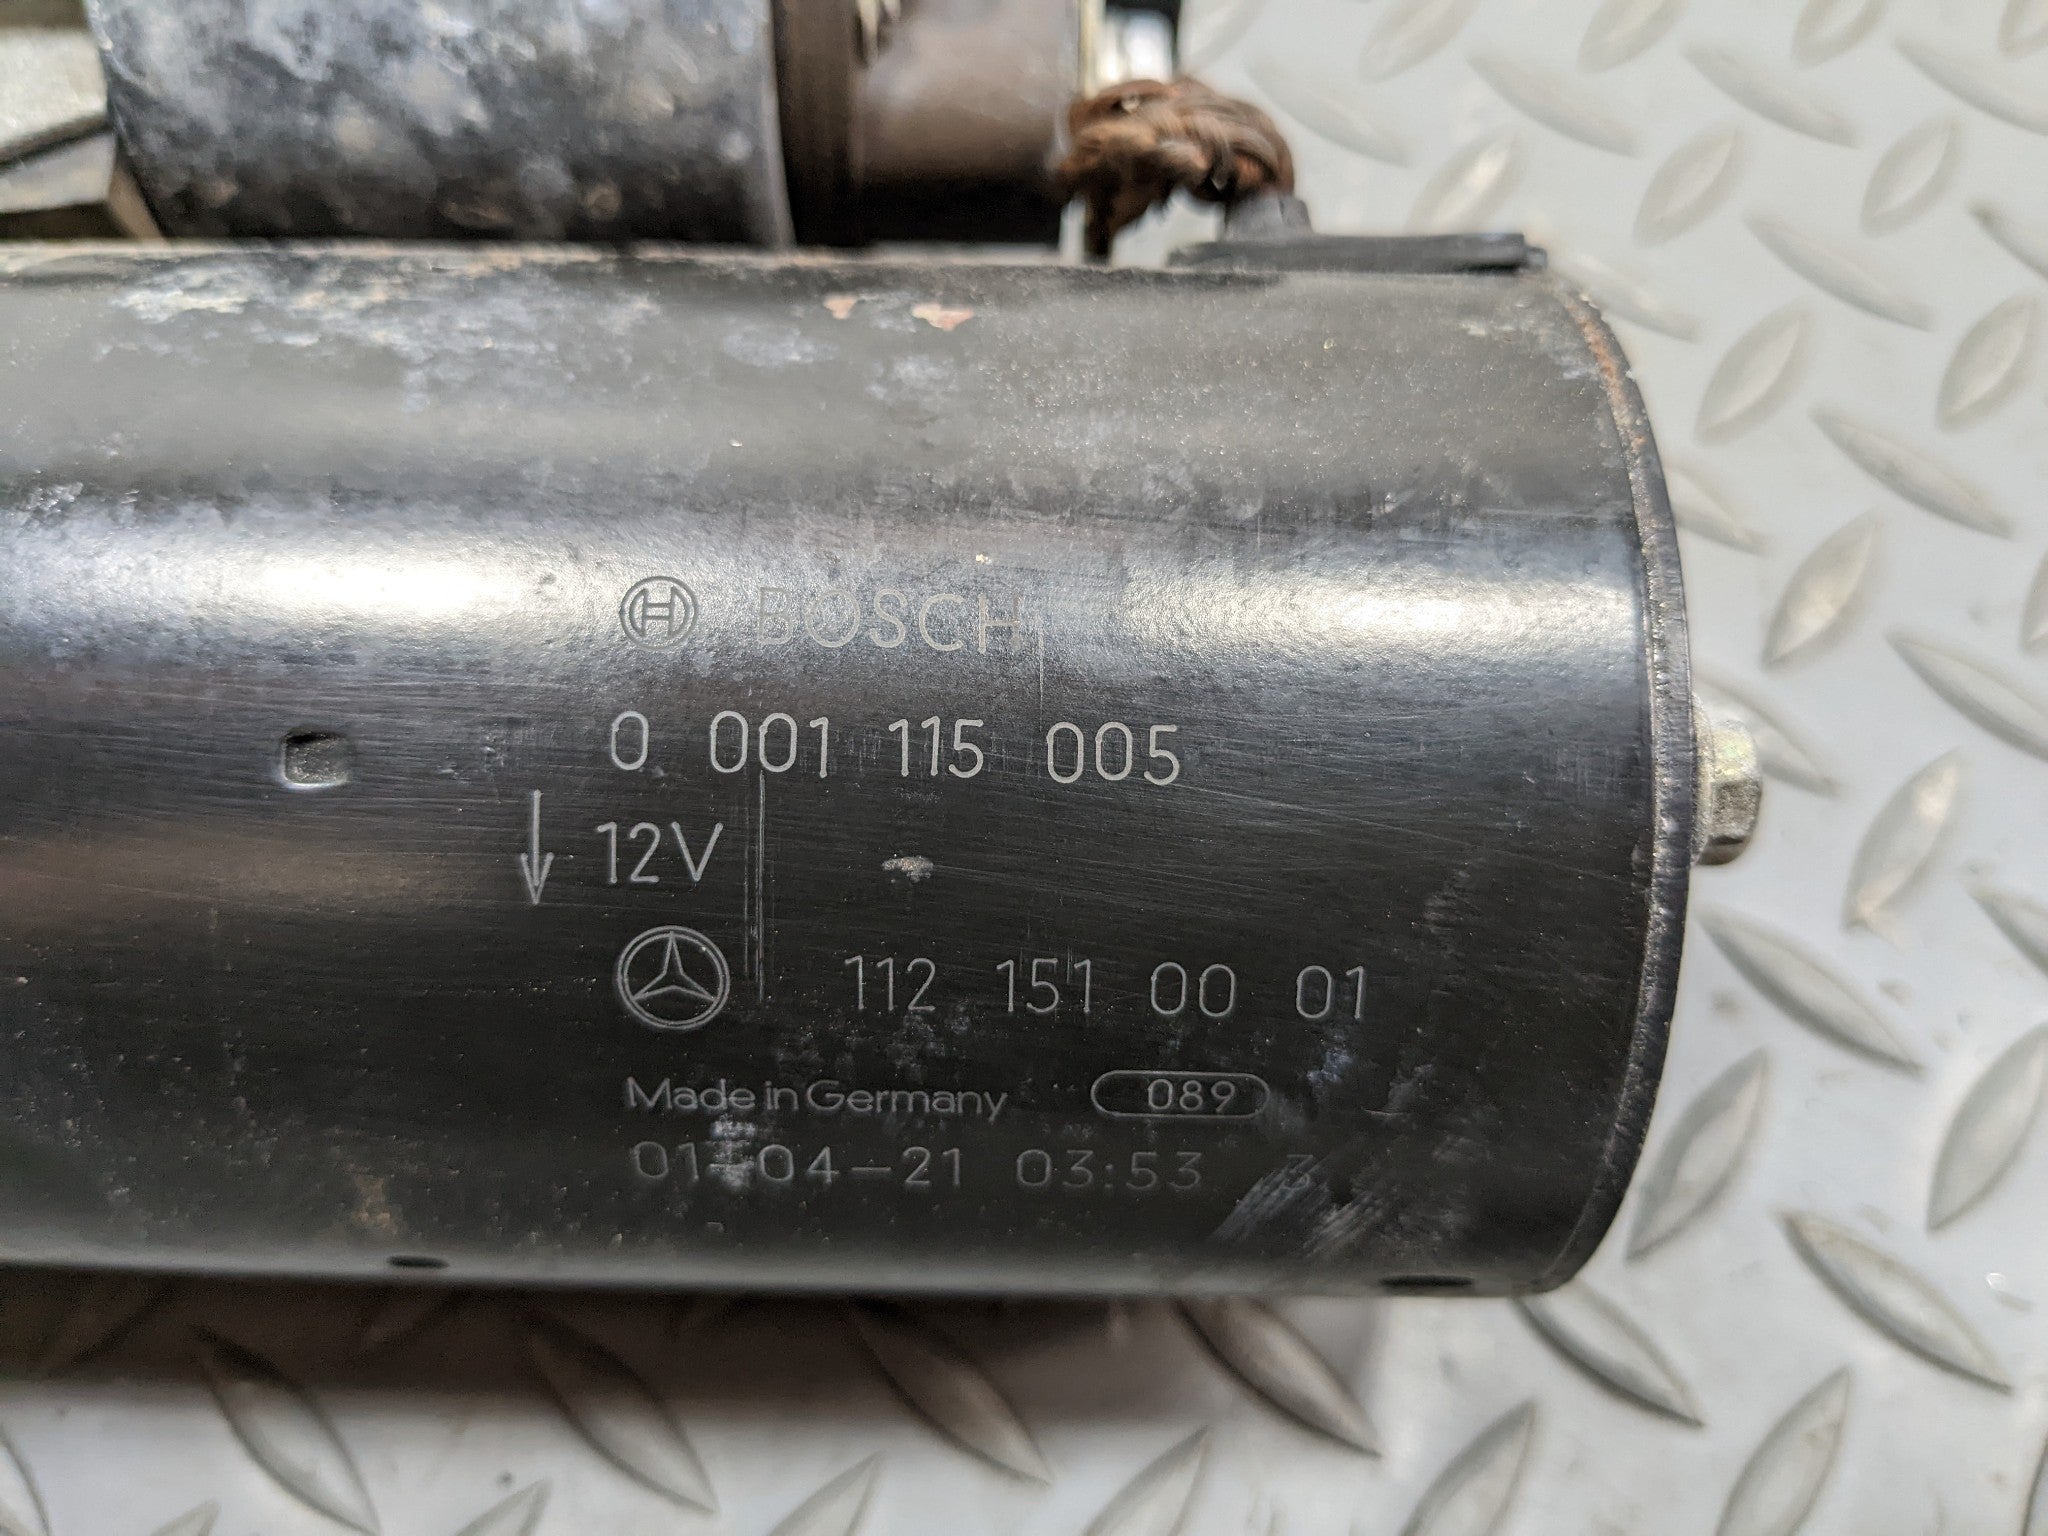 BOSCH
0 001 115 005
12V
112 151 00 01
Made in Germany 089
01-04-21 03:53 3